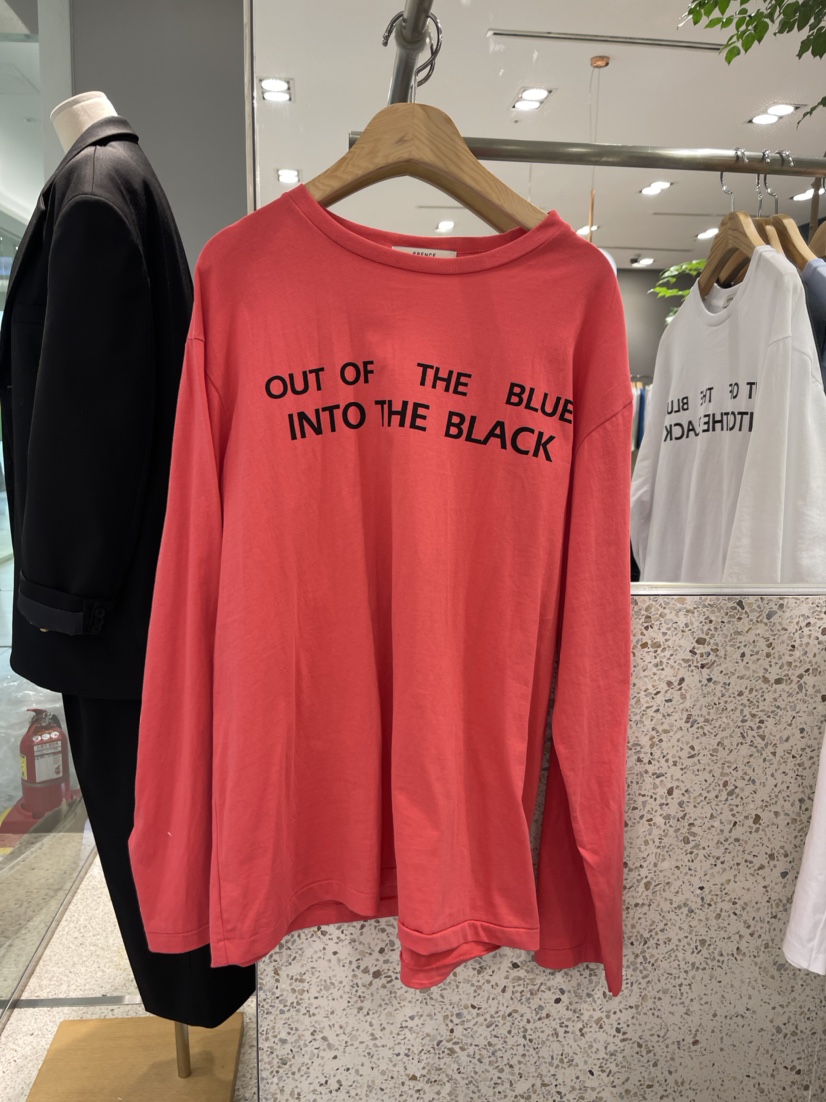 OUT OF THE BLUE
INTO THE BLACK